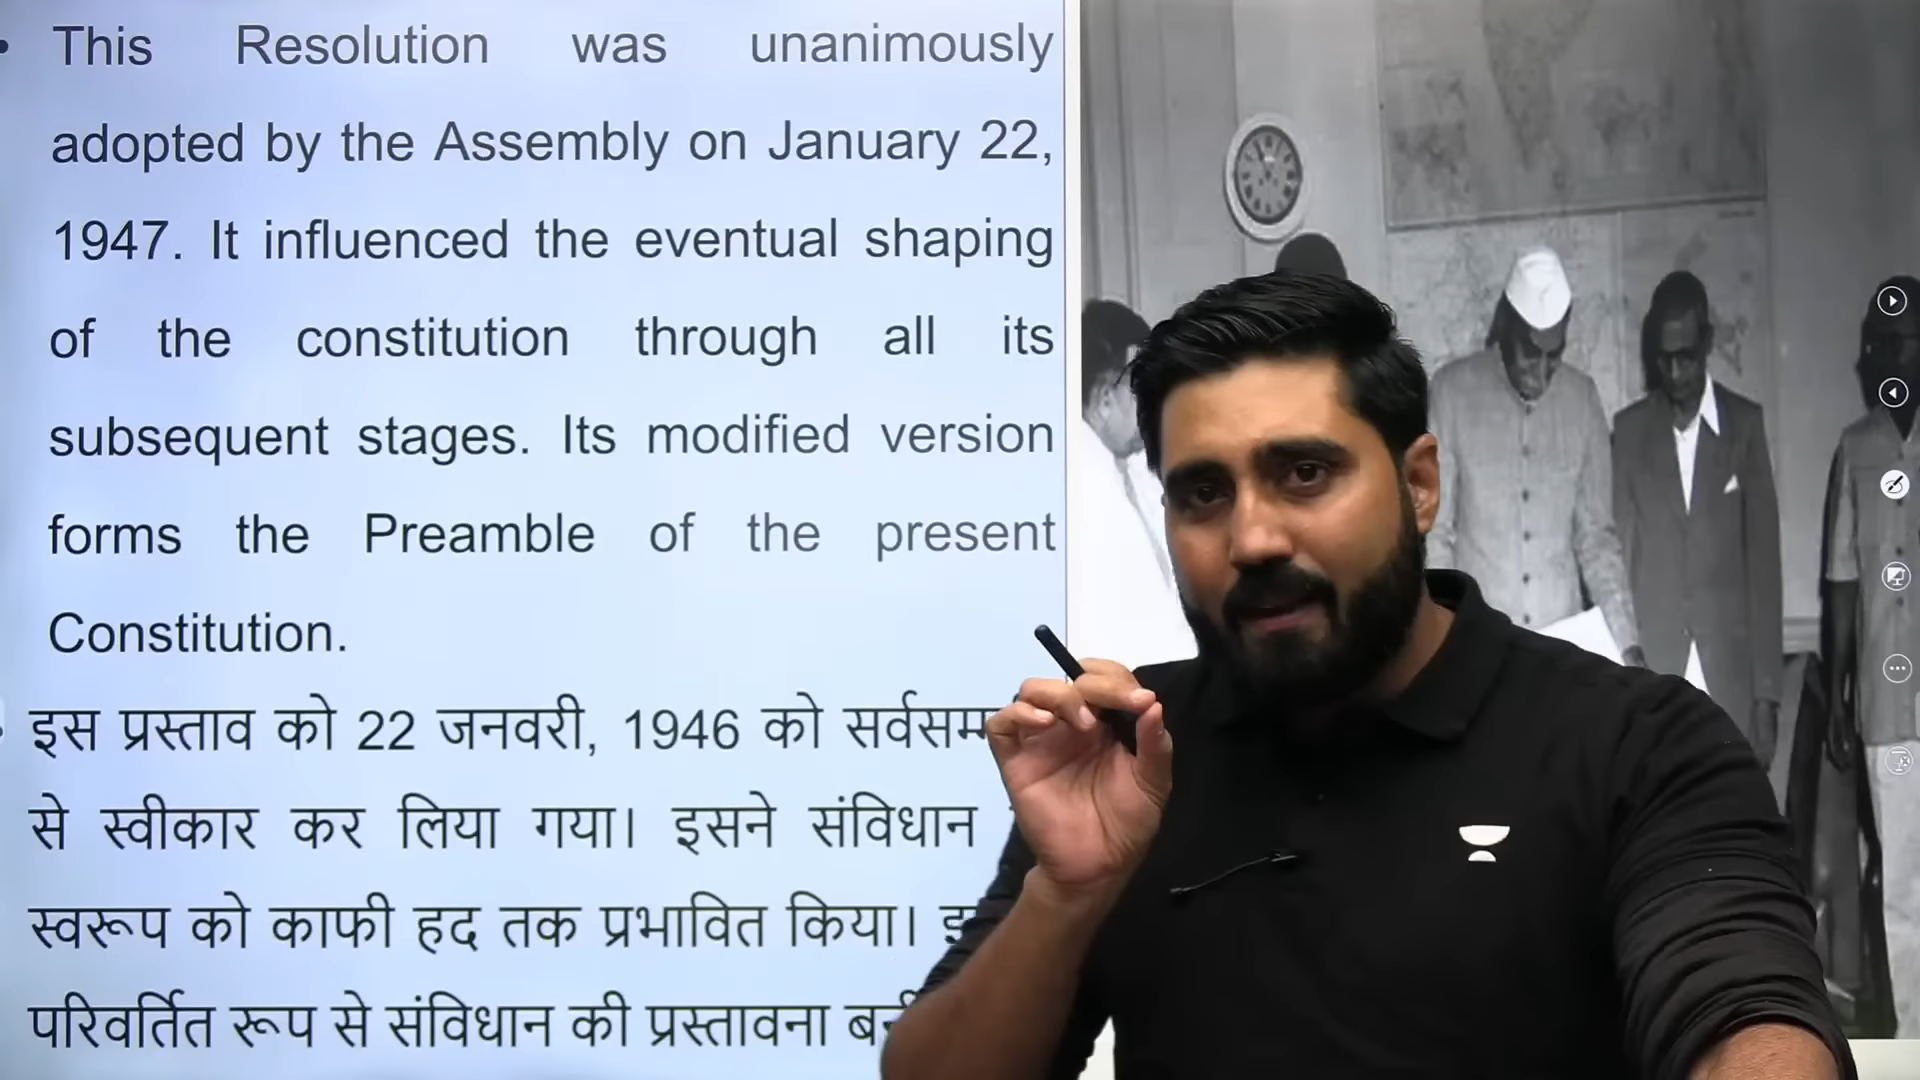 This Resolution was unanimously
adopted by the Assembly on January 22,
1947. It influenced the eventual shaping
of the constitution through all its
subsequent stages. Its modified version
forms the Preamble of the present
Constitution.
इस प्रस्ताव को 22 जनवरी, 1946 को
से स्वीकार कर लिया गया। इसने संविधान
स्वरूप को काफी हद तक प्रभावित किया।
परिवर्तित रूप से संविधान की प्रस्तावना